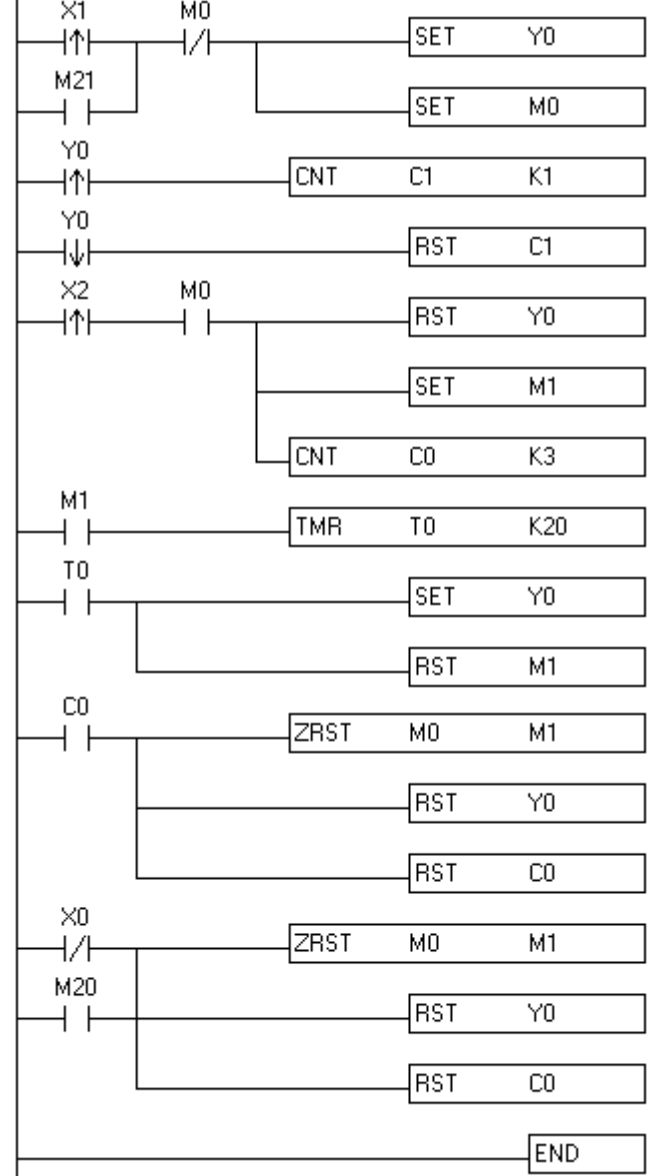 X1 M0
SET Y0
M21
SET M0
Y0
CNT C1 K1
Y0
RST C1
X2 M0
RST Y0
SET M1
CNT C0 K3
M1
TMR T0 K20
T0
SET Y0
RST M1
C0
ZRST M0 M1
RST Y0
RST C0
X0
ZRST M0 M1
M20
RST Y0
RST C0
END